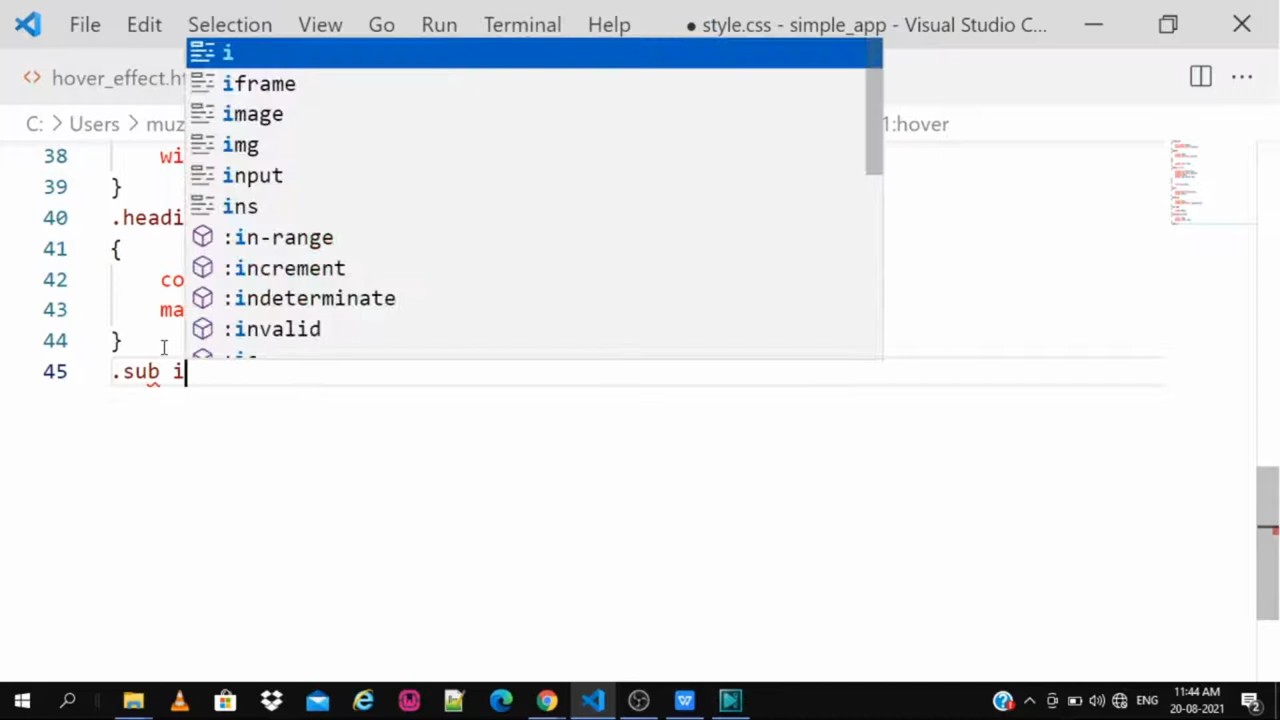 File Edit Selection View Go Run Terminal Help ● style.css - simple_app - Visual Studio C...
hover_effect.ht
C: > Users > muz 1:hover
i
iframe
image
img
input
ins
:in-range
:increment
:indeterminate
:invalid
38 wi
39 }
40 .headi
41 {
42 co
43 ma
44 }
45 .sub i
ENG
11:44 AM
20-08-2021
2